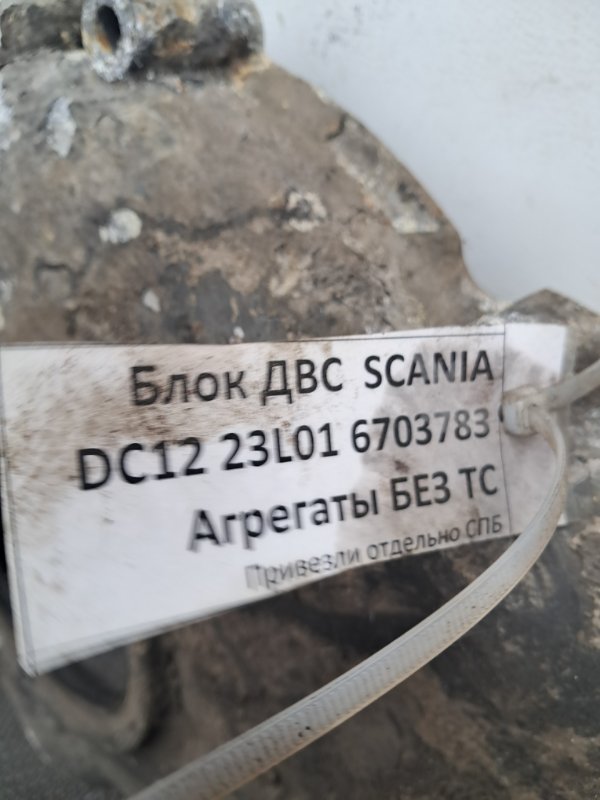 Блок ДВС SCANIA
DC12 23L01 6703783
Агрегаты БЕЗ ТС
Привезли отдельно СПБ